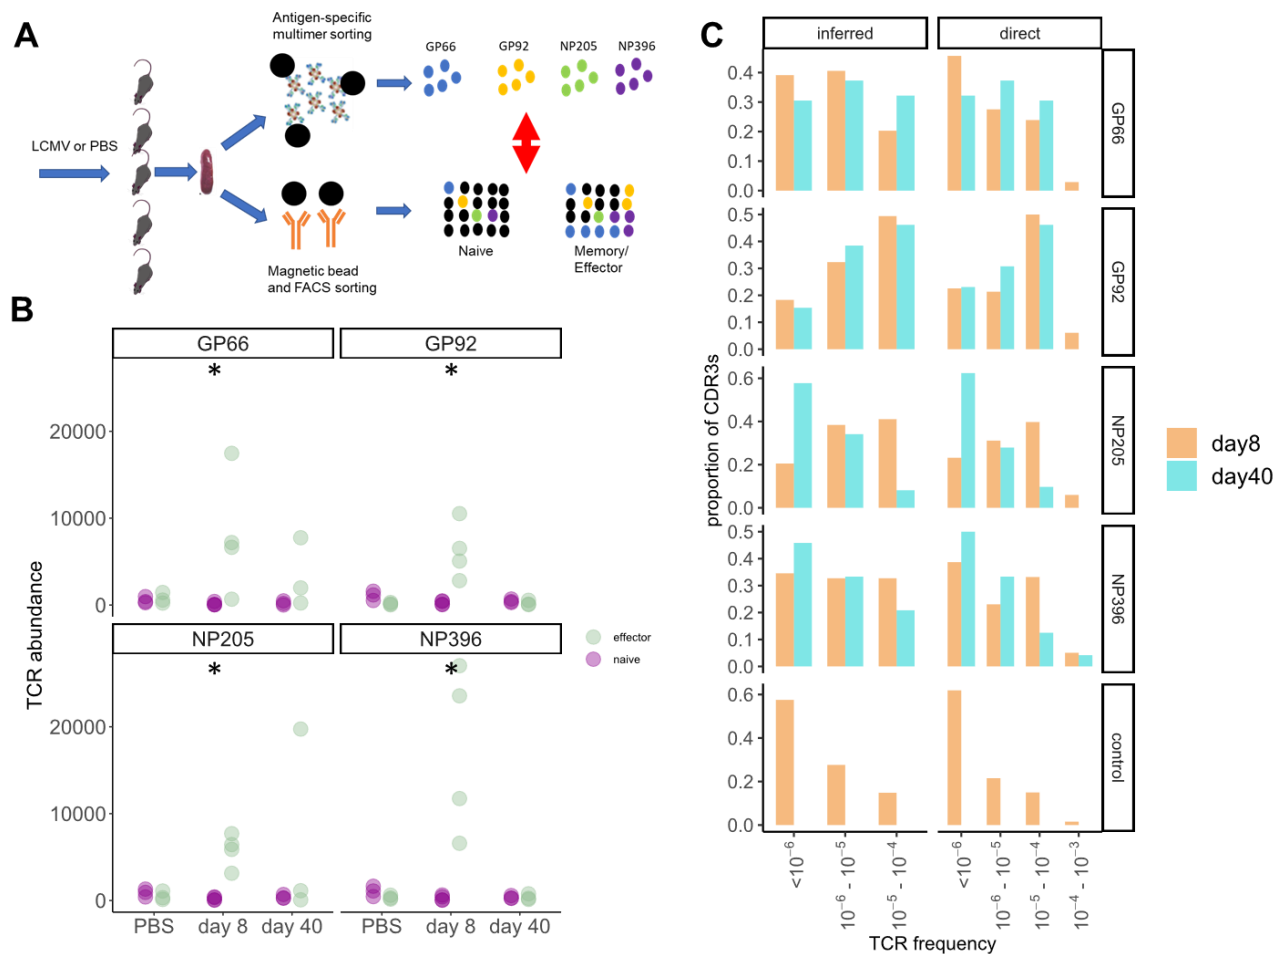 A
Antigen-specific
multimer sorting
GP66
GP92
NP205
NP396
LCMV or PBS
Magnetic bead
and FACS sorting
Naive
Memory/
Effector
B
GP66
GP92
*
*
20000
10000
0
NP205
NP396
*
*
20000
10000
0
TCR abundance
PBS
day 8
day 40
PBS
day 8
day 40
effector
naive
C
inferred
direct
0.4
0.3
0.2
0.1
0.0
GP66
0.5
0.4
0.3
0.2
0.1
0.0
GP92
0.6
0.4
0.2
0.0
NP205
0.5
0.4
0.3
0.2
0.1
0.0
NP396
0.6
0.4
0.2
0.0
control
proportion of CDR3s
<10⁻⁶
10⁻⁶ - 10⁻⁵
10⁻⁵ - 10⁻⁴
<10⁻⁶
10⁻⁶ - 10⁻⁵
10⁻⁵ - 10⁻⁴
10⁻⁴ - 10⁻³
TCR frequency
day8
day40